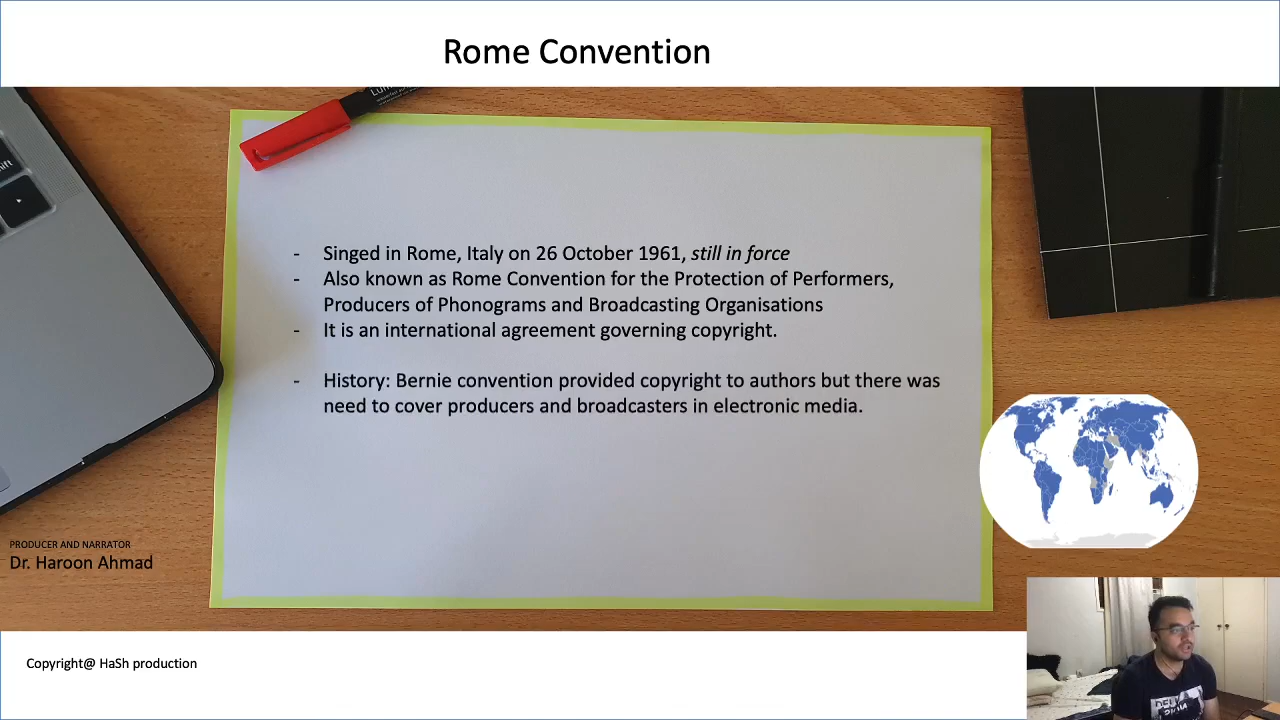 Rome Convention
Lum
shift
- Singed in Rome, Italy on 26 October 1961, still in force
- Also known as Rome Convention for the Protection of Performers,
Producers of Phonograms and Broadcasting Organisations
- It is an international agreement governing copyright.
- History: Bernie convention provided copyright to authors but there was
need to cover producers and broadcasters in electronic media.
PRODUCER AND NARRATOR
Dr. Haroon Ahmad
Copyright@ HaSh production